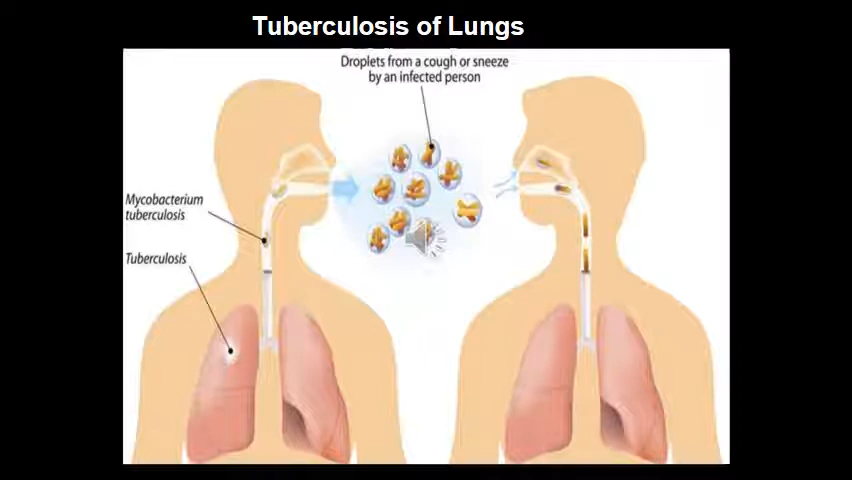 Tuberculosis of Lungs
Droplets from a cough or sneeze
by an infected person
Mycobacterium
tuberculosis
Tuberculosis